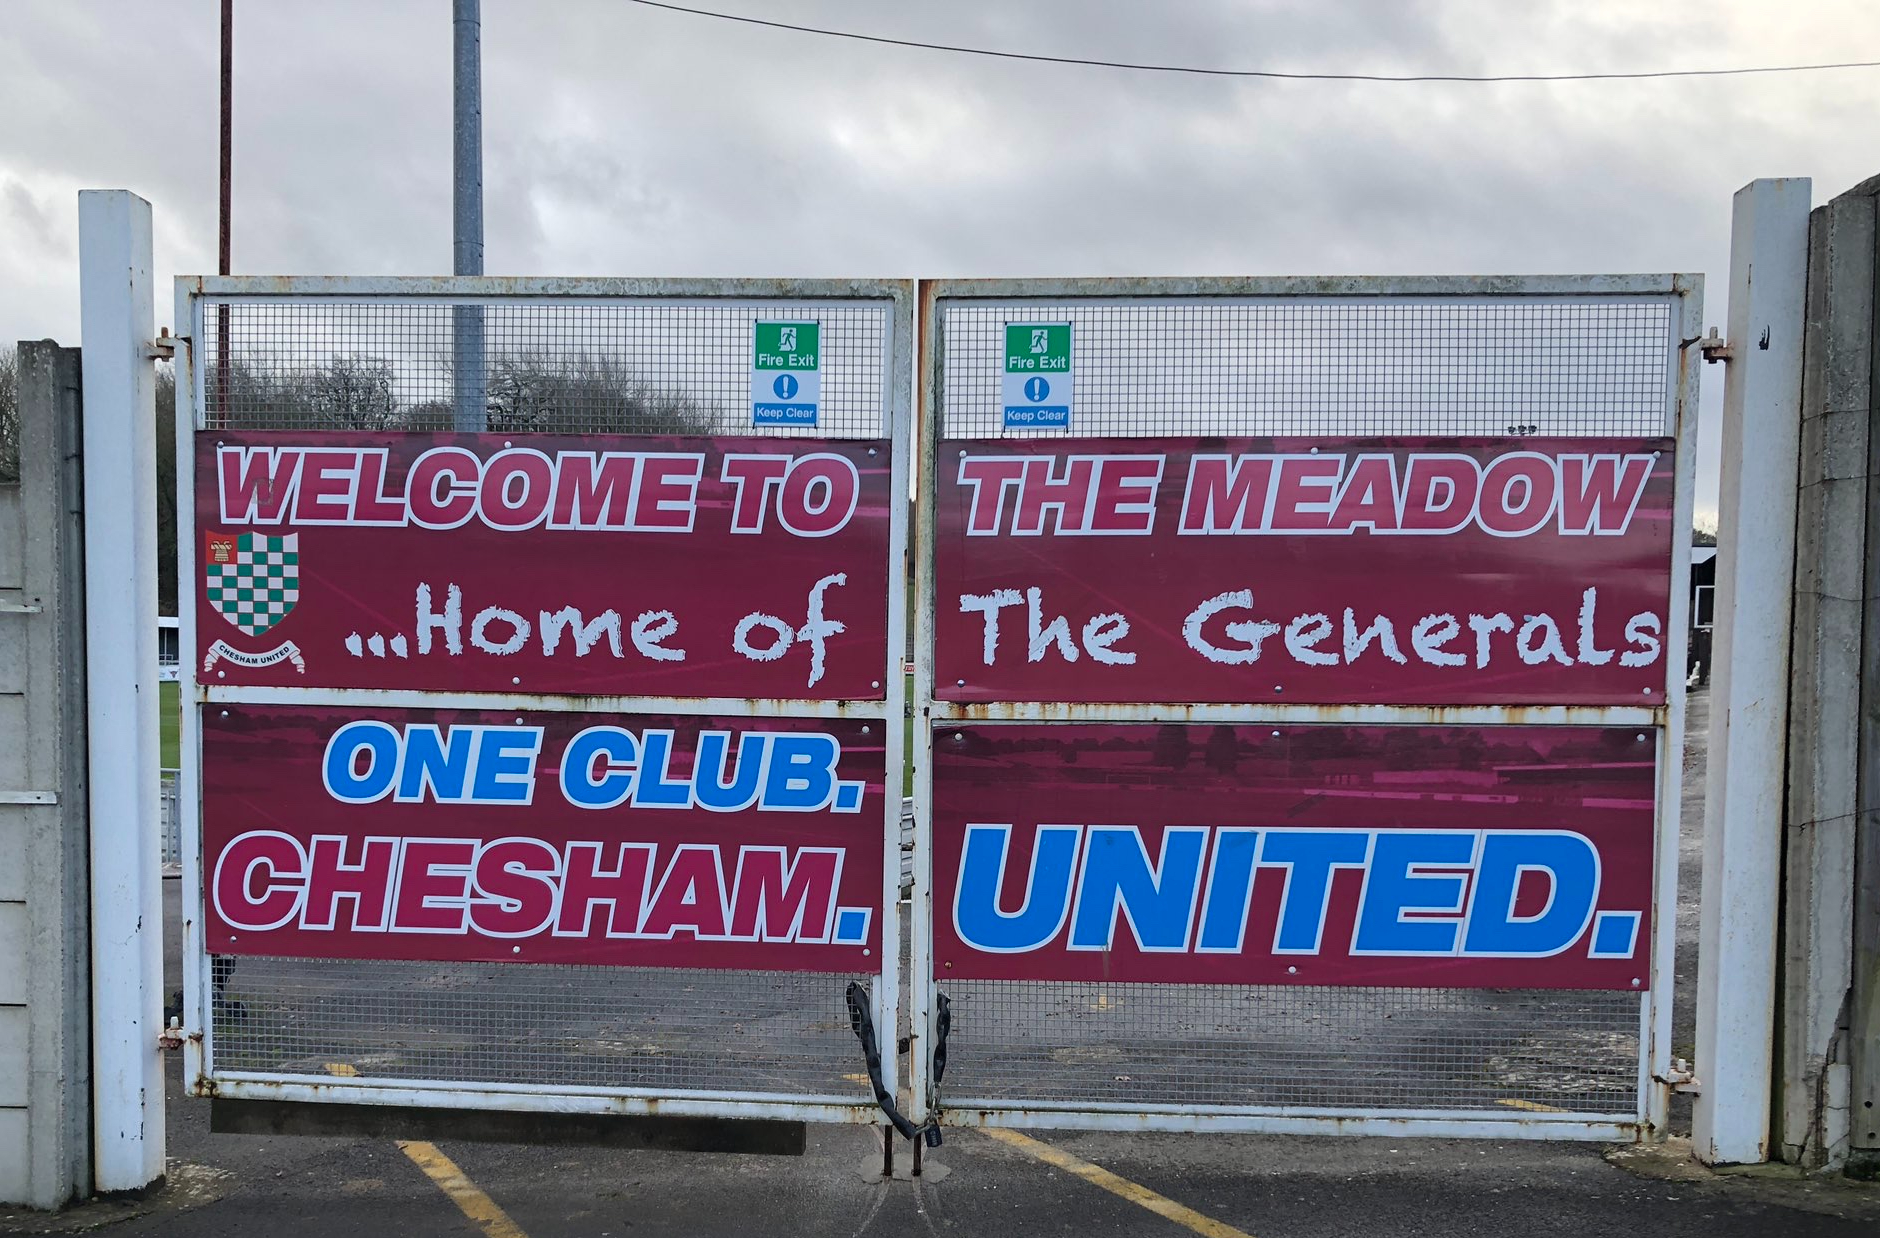 Fire Exit
Keep Clear
Fire Exit
Keep Clear
WELCOME TO THE MEADOW
...Home of The Generals
CHESHAM UNITED
ONE CLUB.
CHESHAM. UNITED.